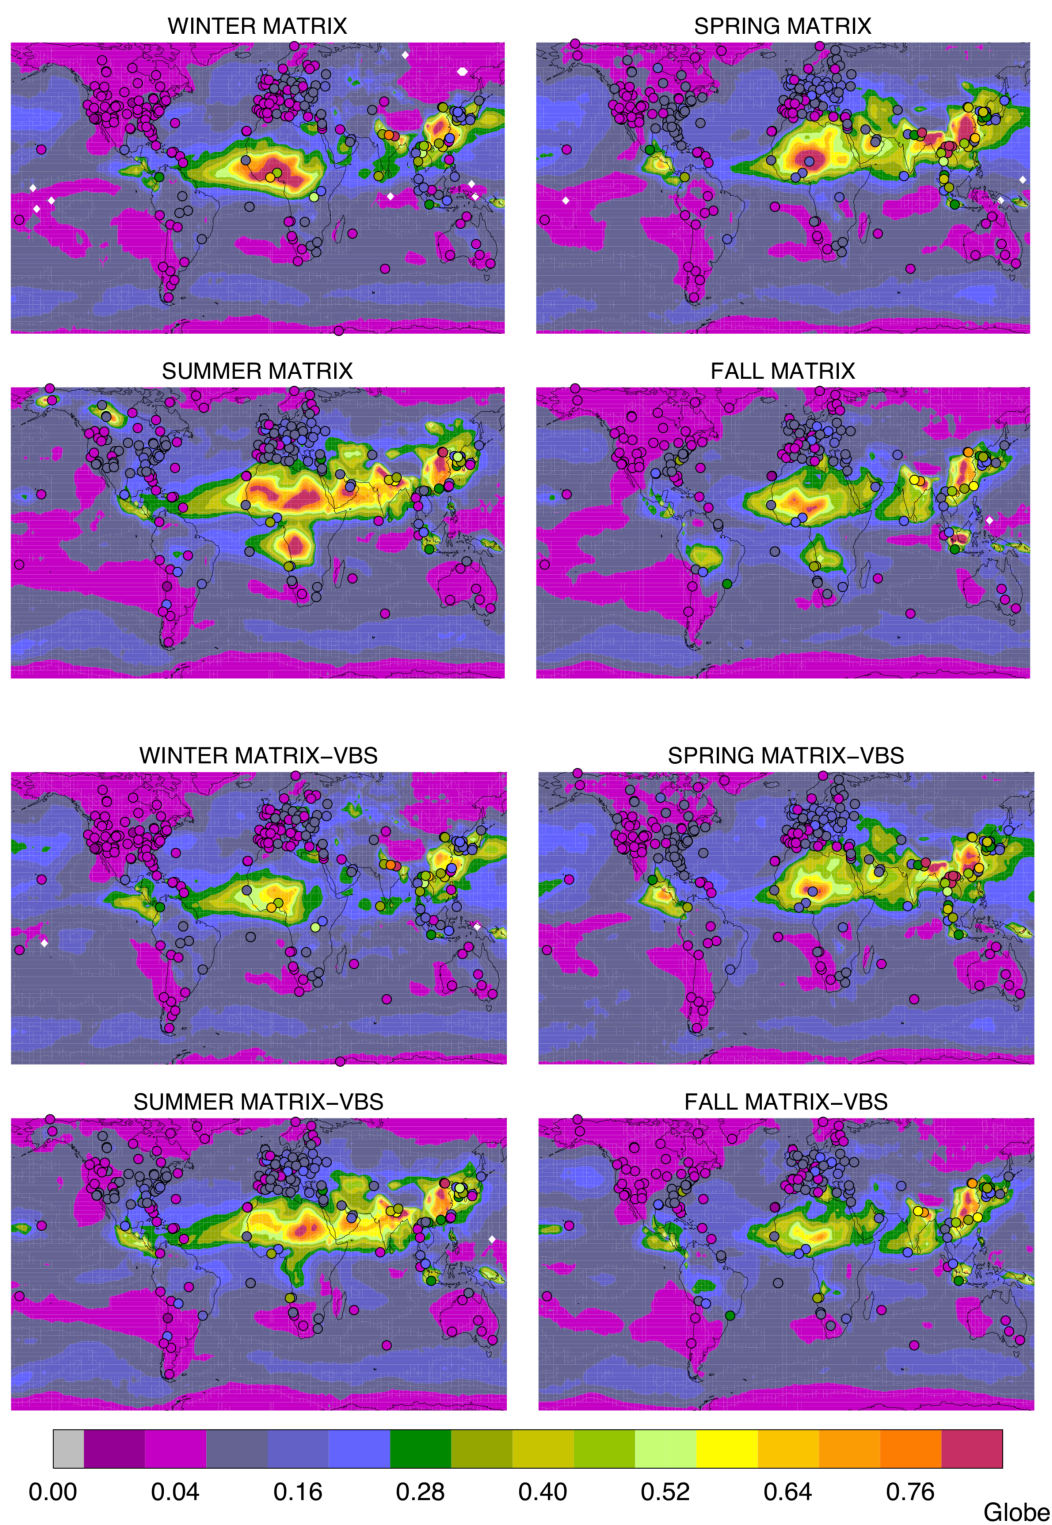 WINTER MATRIX
SPRING MATRIX
SUMMER MATRIX
FALL MATRIX
WINTER MATRIX−VBS
SPRING MATRIX−VBS
SUMMER MATRIX−VBS
FALL MATRIX−VBS
0.00 0.04 0.16 0.28 0.40 0.52 0.64 0.76
Globe